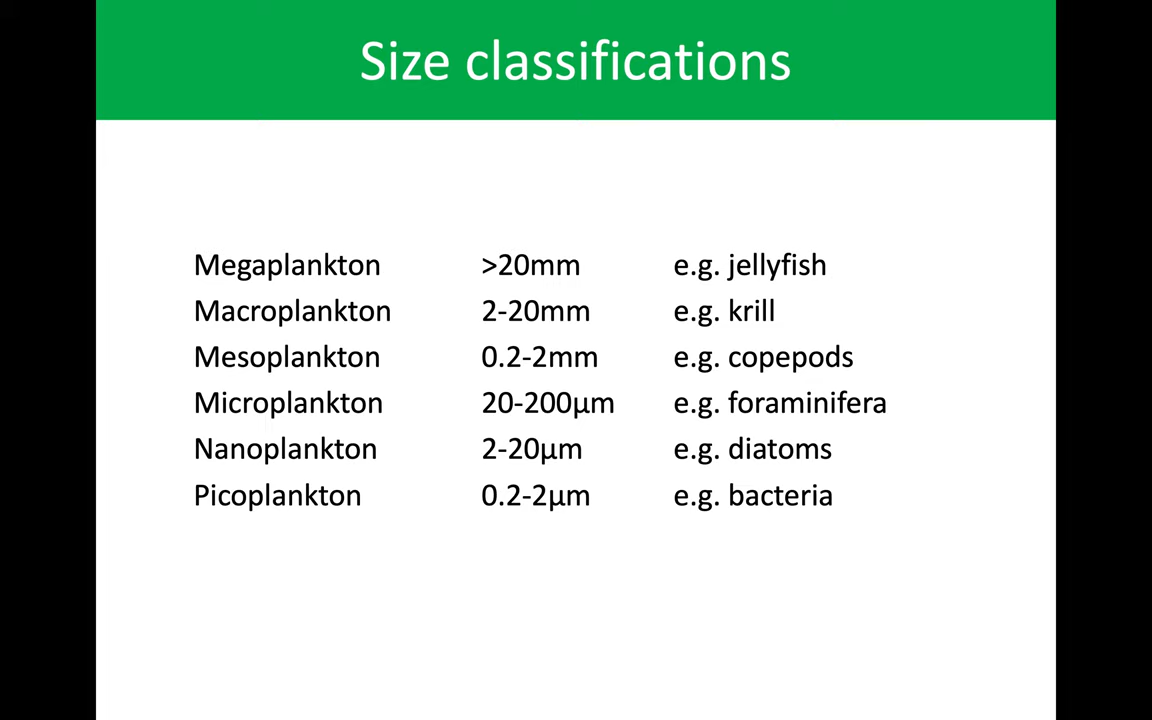 Size classifications
Megaplankton >20mm e.g. jellyfish
Macroplankton 2-20mm e.g. krill
Mesoplankton 0.2-2mm e.g. copepods
Microplankton 20-200μm e.g. foraminifera
Nanoplankton 2-20μm e.g. diatoms
Picoplankton 0.2-2μm e.g. bacteria